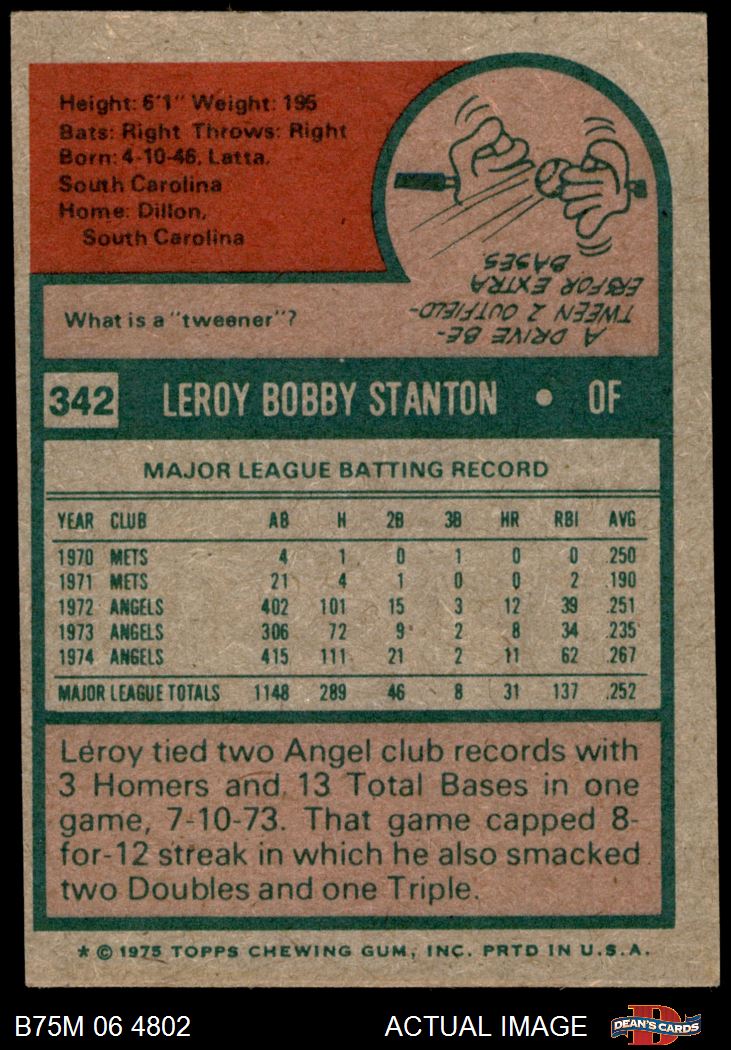 Height: 6'1" Weight: 195
Bats: Right Throws: Right
Born: 4-10-46, Latta,
South Carolina
Home: Dillon,
South Carolina
What is a "tweener"?
A DRIVE BE-
TWEEN 2 OUTFIELD-
ERS FOR EXTRA
BASES
342 LEROY BOBBY STANTON • OF
MAJOR LEAGUE BATTING RECORD
YEAR CLUB AB H 2B 3B HR RBI AVG
1970 METS 4 1 0 1 0 0 .250
1971 METS 21 4 1 0 0 2 .190
1972 ANGELS 402 101 15 3 12 39 .251
1973 ANGELS 306 72 9 2 8 34 .235
1974 ANGELS 415 111 21 2 11 62 .267
MAJOR LEAGUE TOTALS 1148 289 46 8 31 137 .252
Leroy tied two Angel club records with
3 Homers and 13 Total Bases in one
game, 7-10-73. That game capped 8-
for-12 streak in which he also smacked
two Doubles and one Triple.
* © 1975 TOPPS CHEWING GUM, INC. PRTD IN U.S.A.
B75M 06 4802 ACTUAL IMAGE DEAN'S CARDS